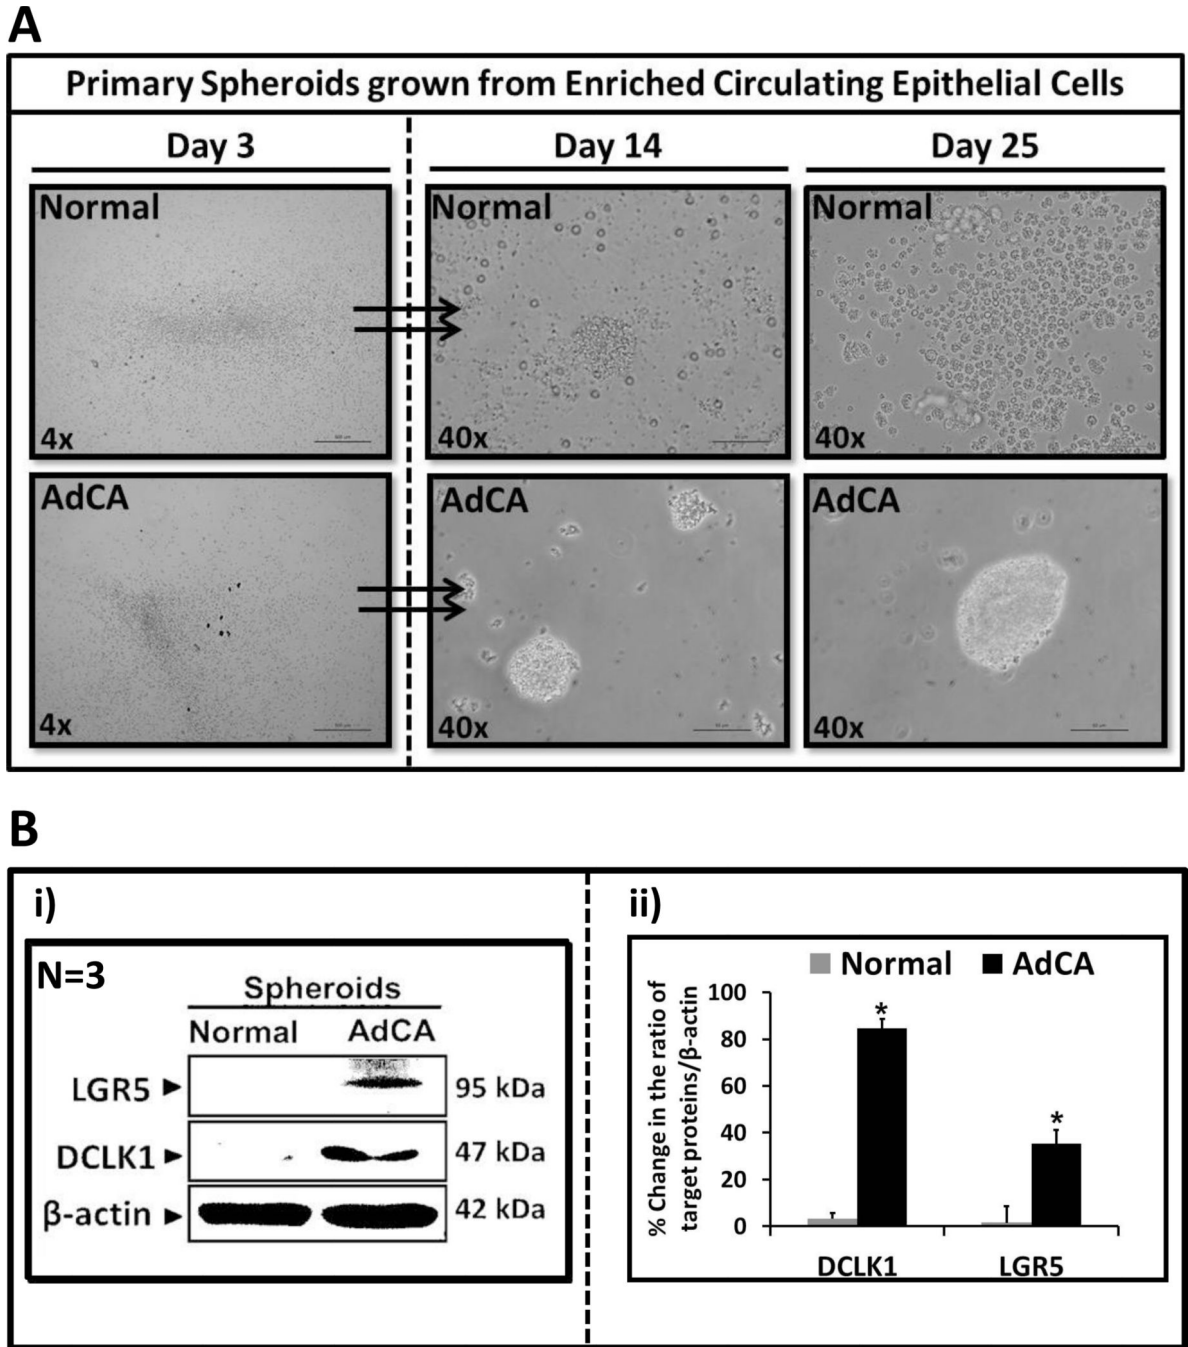 A
Primary Spheroids grown from Enriched Circulating Epithelial Cells
Day 3
Day 14
Day 25
Normal
4x
Normal
40x
Normal
40x
AdCA
4x
AdCA
40x
AdCA
40x
B
i)
N=3
Spheroids
Normal AdCA
LGR5 95 kDa
DCLK1 47 kDa
β-actin 42 kDa
ii)
Normal AdCA
% Change in the ratio of
target proteins/β-actin
100
80
60
40
20
0
*
*
DCLK1 LGR5